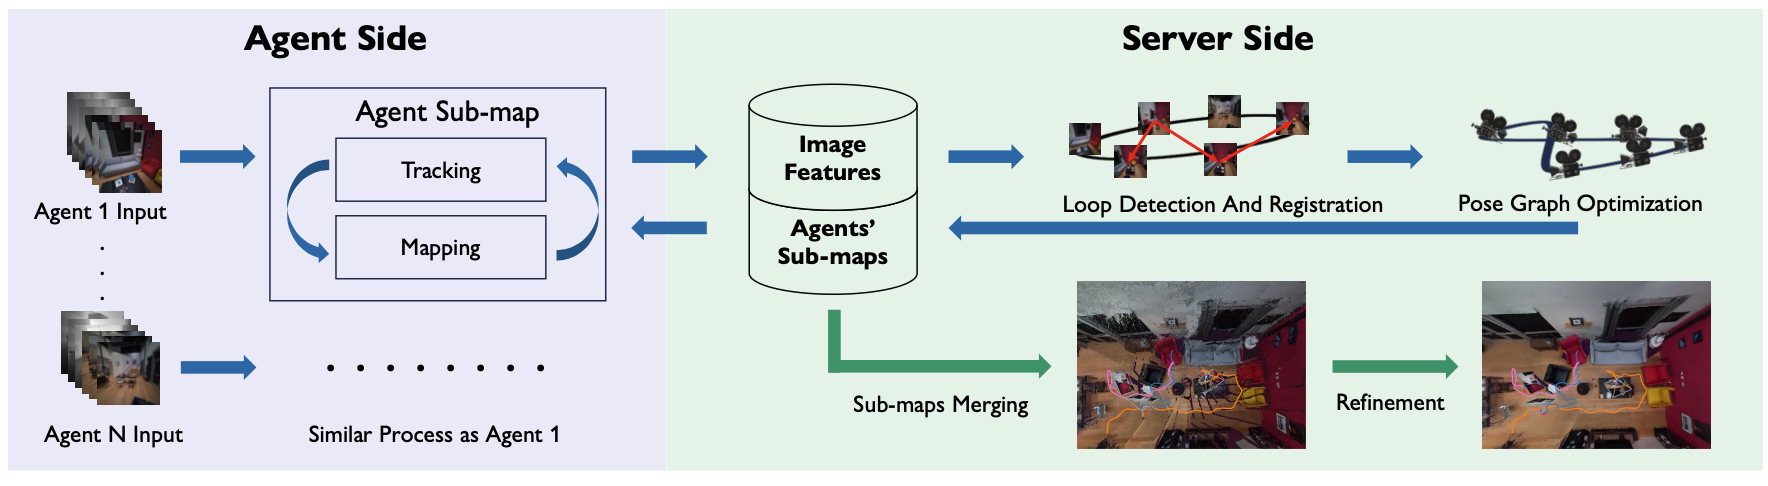 Agent Side
Server Side
Agent Sub-map
Tracking
Mapping
Agent 1 Input
Agent N Input
Similar Process as Agent 1
Image
Features
Agents’
Sub-maps
Loop Detection And Registration
Pose Graph Optimization
Sub-maps Merging
Refinement